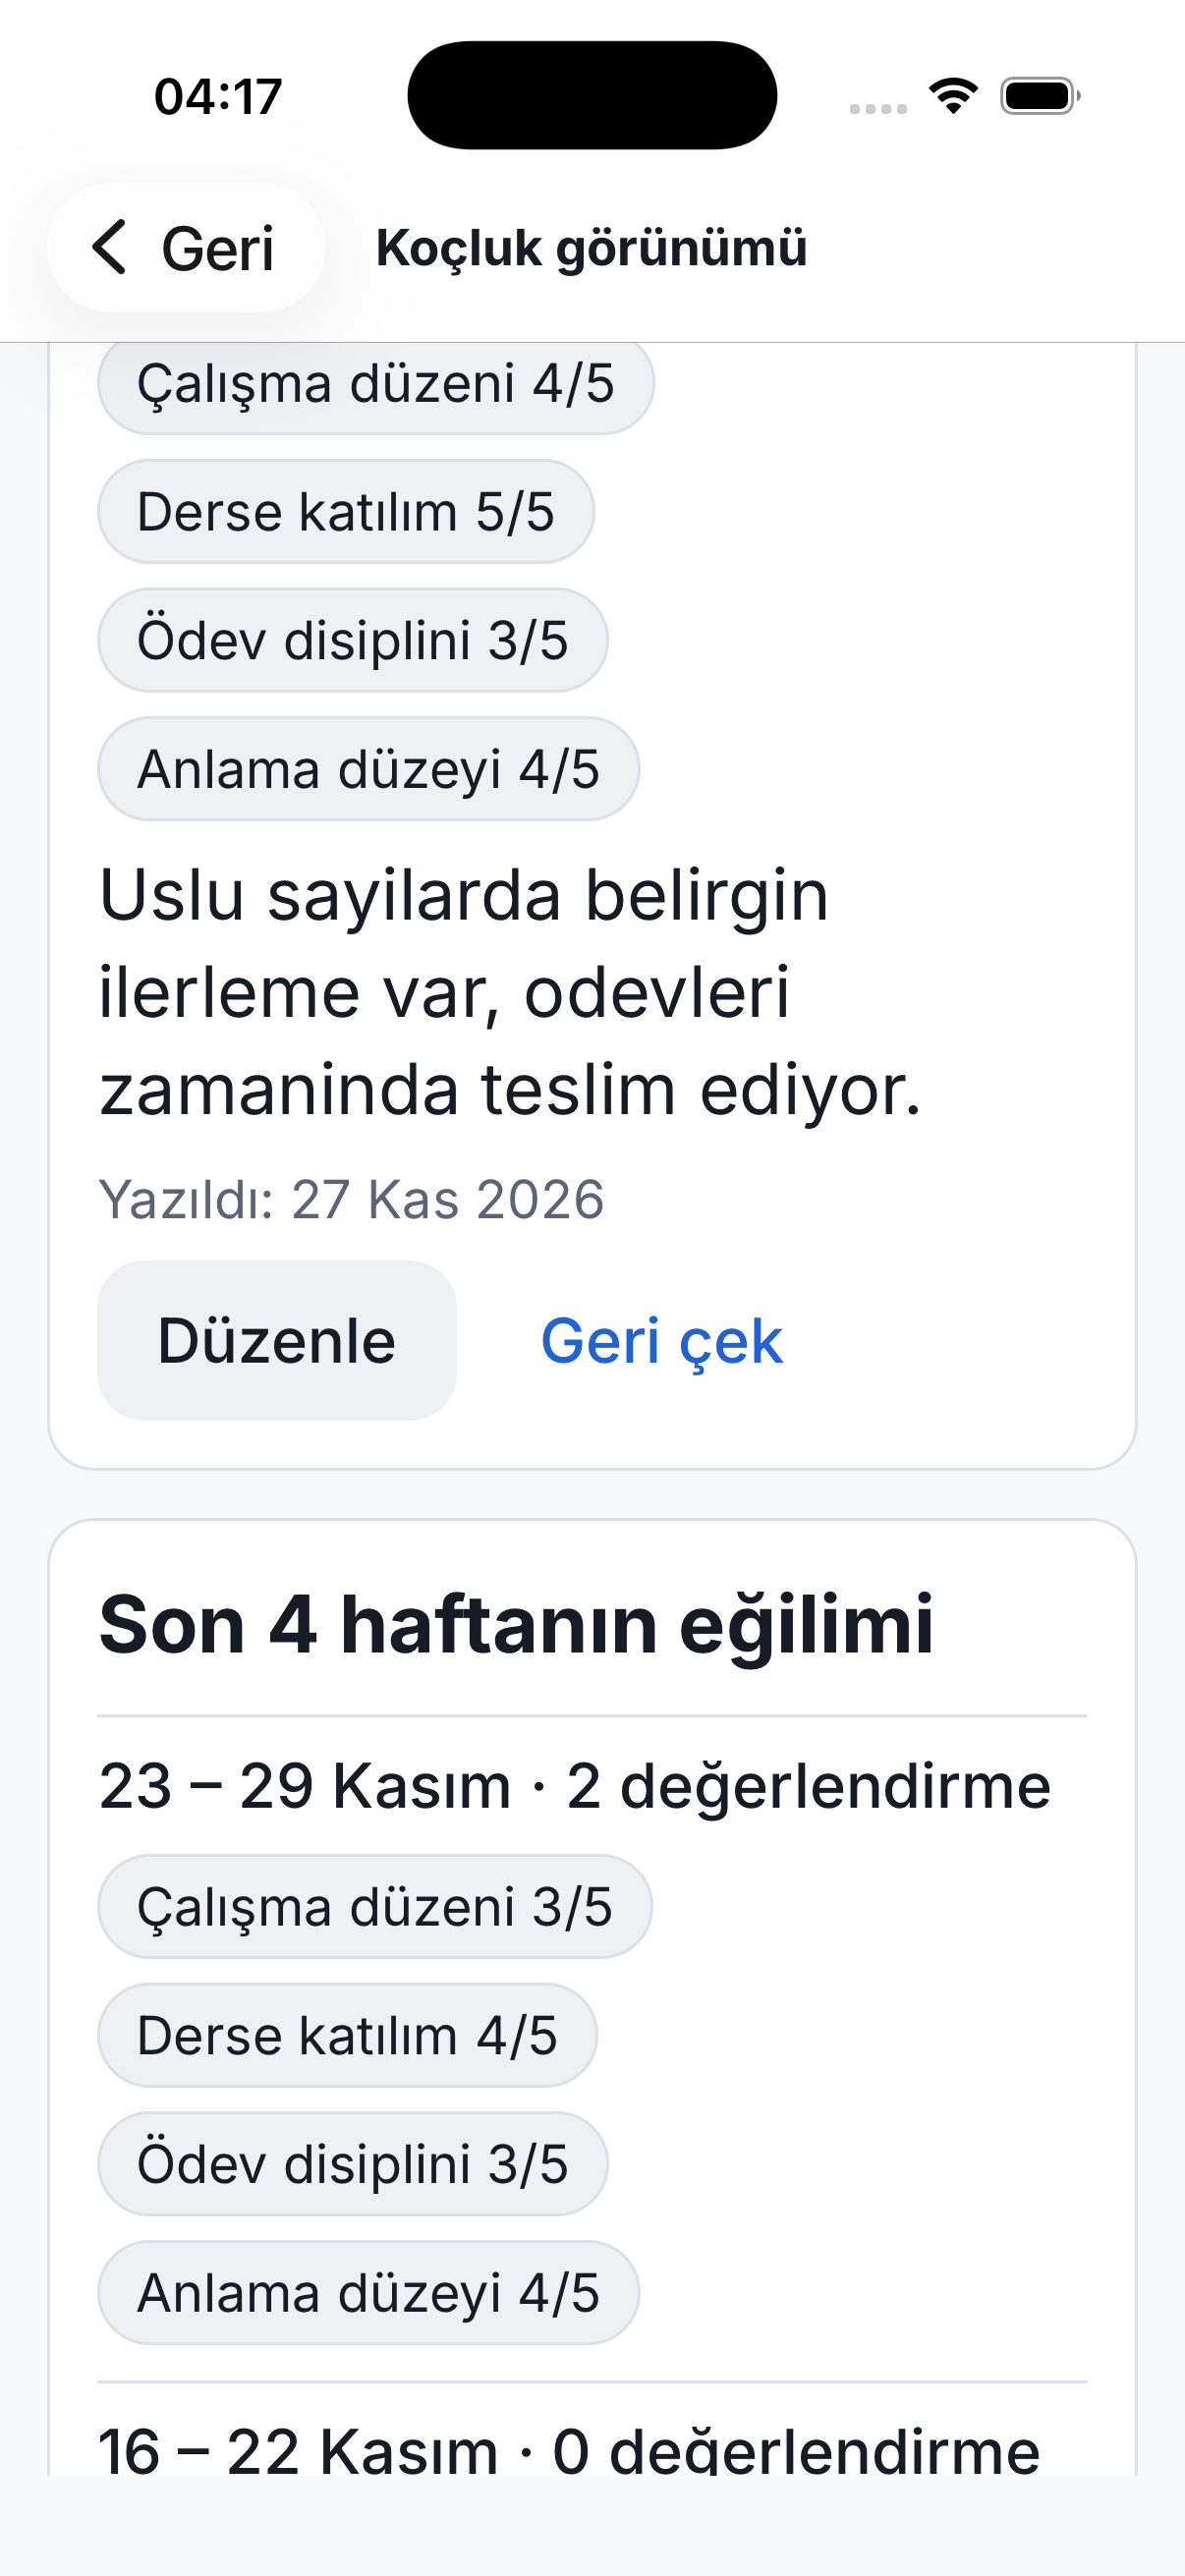 04:17
Geri
Koçluk görünümü
Çalışma düzeni 4/5
Derse katılım 5/5
Ödev disiplini 3/5
Anlama düzeyi 4/5
Uslu sayilarda belirgin
ilerleme var, odevleri
zamaninda teslim ediyor.
Yazıldı: 27 Kas 2026
Düzenle
Geri çek
Son 4 haftanın eğilimi
23 – 29 Kasım · 2 değerlendirme
Çalışma düzeni 3/5
Derse katılım 4/5
Ödev disiplini 3/5
Anlama düzeyi 4/5
16 – 22 Kasım · 0 değerlendirme